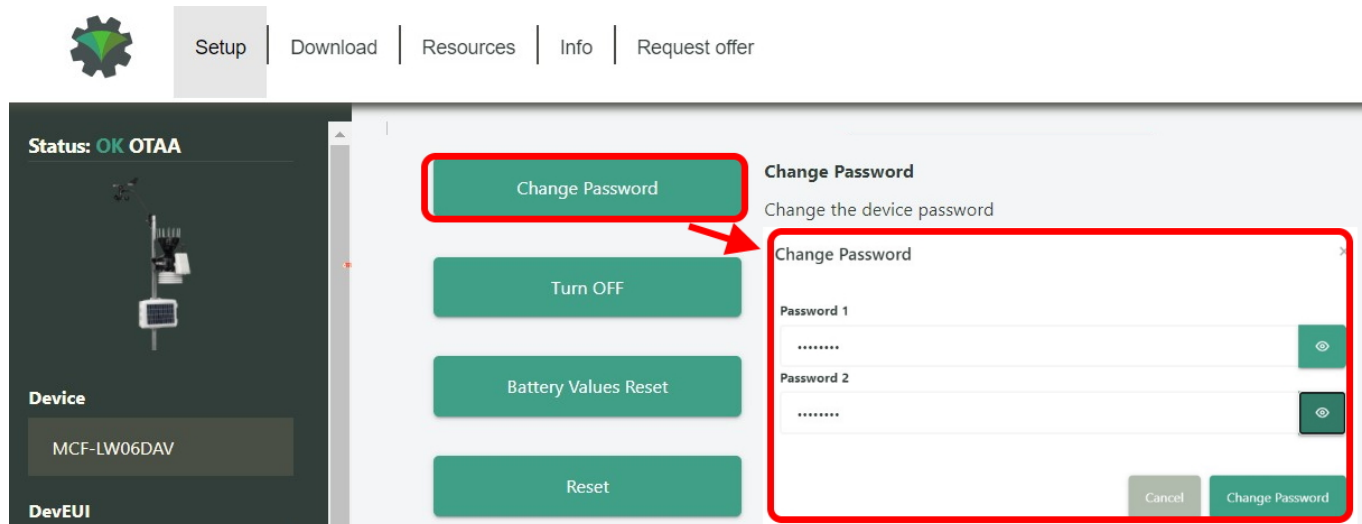 Setup
Download
Resources
Info
Request offer
Status: OK OTAA
Device
MCF-LW06DAV
DevEUI
Change Password
Turn OFF
Battery Values Reset
Reset
Change Password
Change the device password
Change Password
×
Password 1
••••••••
Password 2
••••••••
Cancel
Change Password